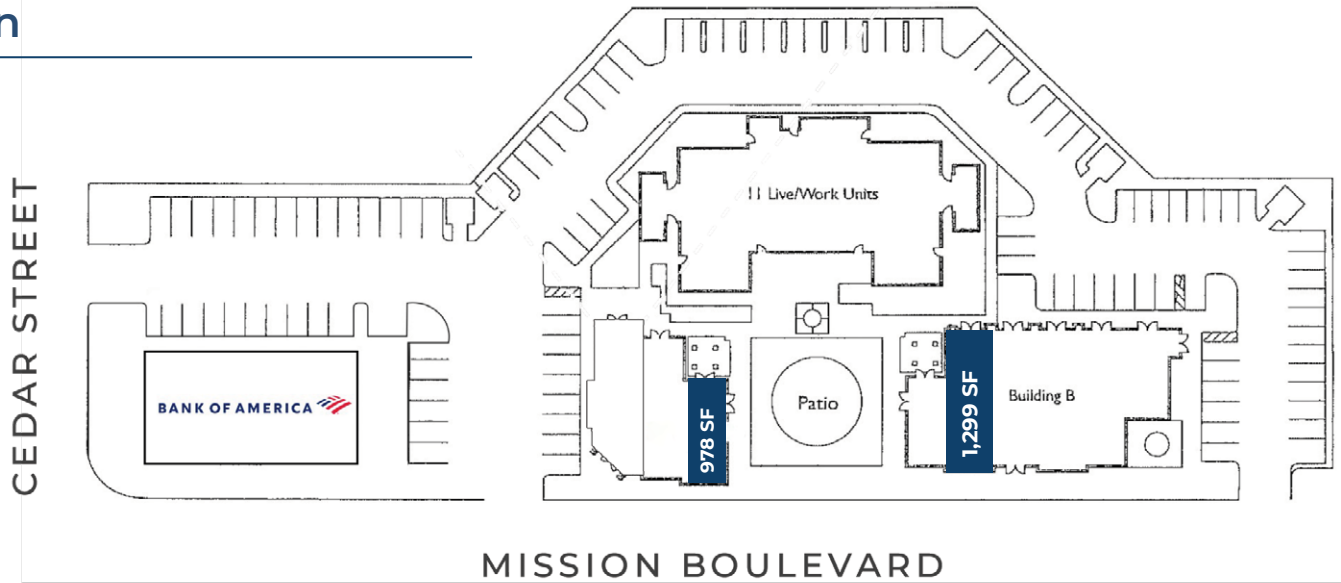 n
CEDAR STREET
11 Live/Work Units
BANK OF AMERICA
978 SF
Patio
1,299 SF
Building B
MISSION BOULEVARD